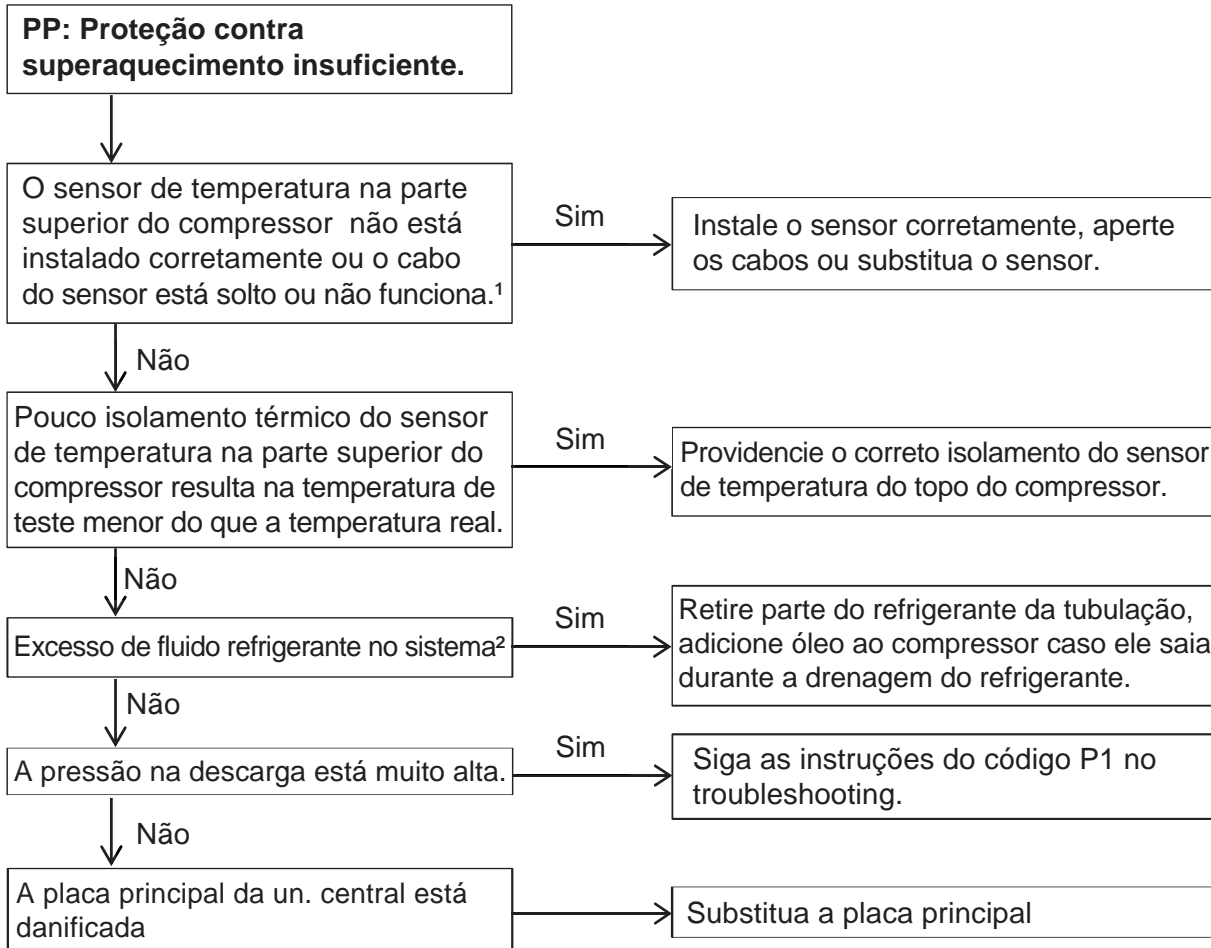 PP: Proteção contra
superaquecimento insuficiente.
O sensor de temperatura na parte
superior do compressor não está
instalado corretamente ou o cabo
do sensor está solto ou não funciona.¹
Sim
Instale o sensor corretamente, aperte
os cabos ou substitua o sensor.
Não
Pouco isolamento térmico do sensor
de temperatura na parte superior do
compressor resulta na temperatura de
teste menor do que a temperatura real.
Sim
Providencie o correto isolamento do sensor
de temperatura do topo do compressor.
Não
Excesso de fluido refrigerante no sistema²
Sim
Retire parte do refrigerante da tubulação,
adicione óleo ao compressor caso ele saia
durante a drenagem do refrigerante.
Não
A pressão na descarga está muito alta.
Sim
Siga as instruções do código P1 no
troubleshooting.
Não
A placa principal da un. central está
danificada
Substitua a placa principal